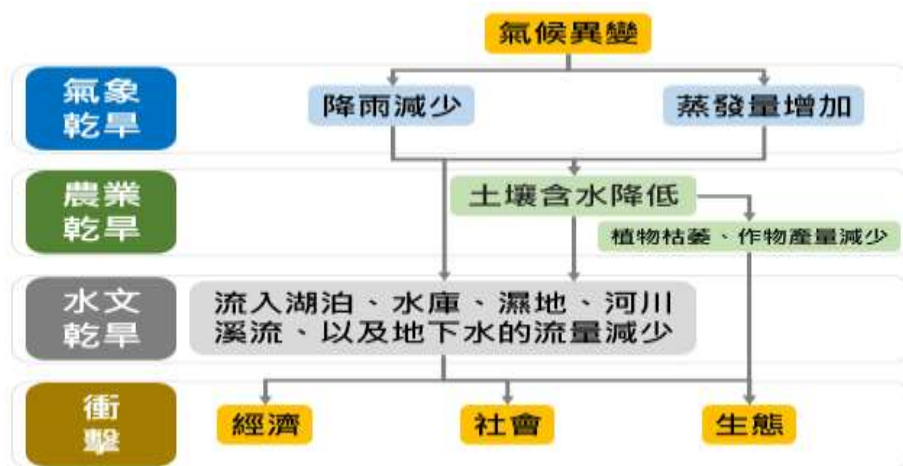 氣候異變
氣象
乾旱
降雨減少
蒸發量增加
農業
乾旱
土壤含水降低
植物枯萎、作物產量減少
水文
乾旱
流入湖泊、水庫、濕地、河川
溪流、以及地下水的流量減少
衝
擊
經濟
社會
生態